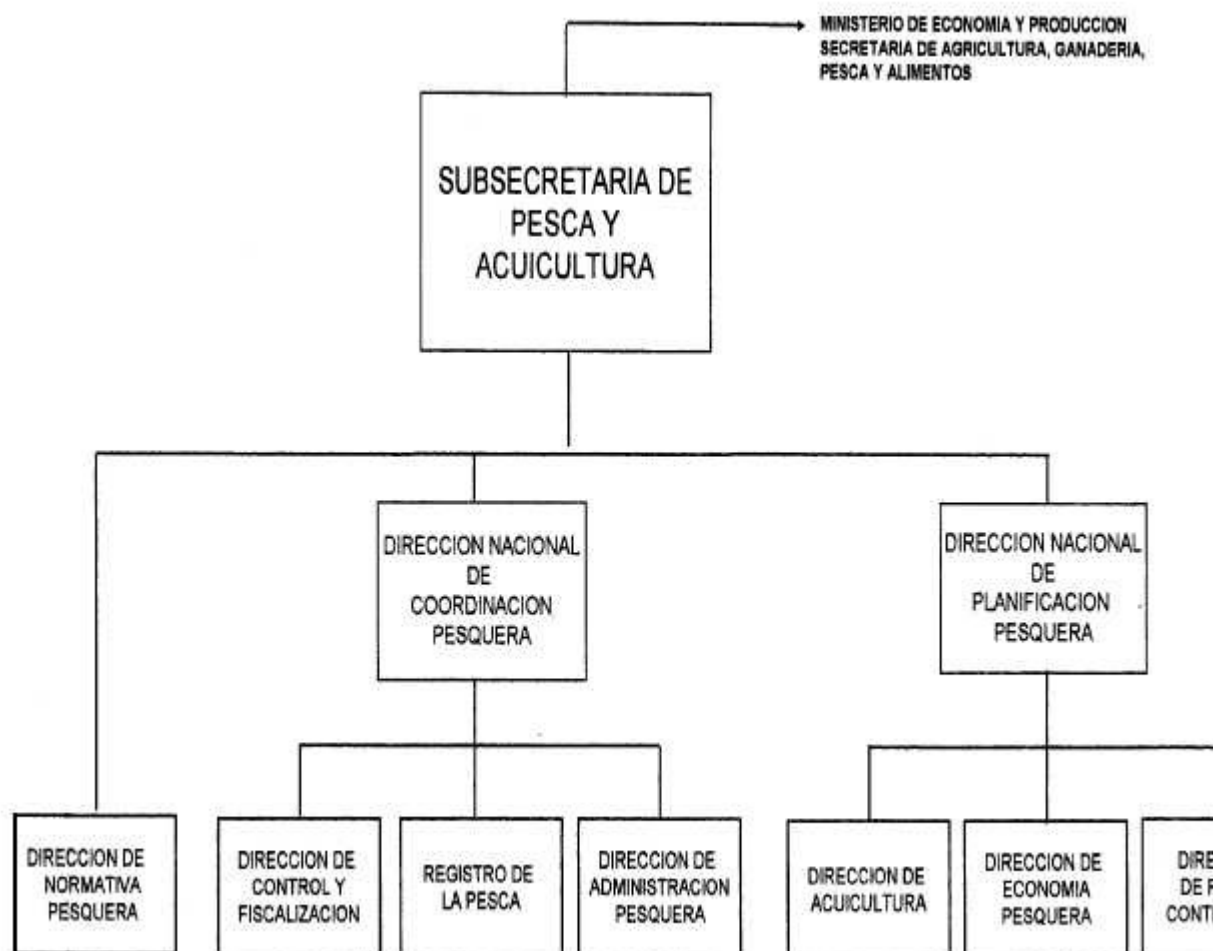 MINISTERIO DE ECONOMIA Y PRODUCCION
SECRETARIA DE AGRICULTURA, GANADERIA,
PESCA Y ALIMENTOS
SUBSECRETARIA DE
PESCA Y
ACUICULTURA
DIRECCION NACIONAL
DE
COORDINACION
PESQUERA
DIRECCION NACIONAL
DE
PLANIFICACION
PESQUERA
DIRECCION DE
NORMATIVA
PESQUERA
DIRECCION DE
CONTROL Y
FISCALIZACION
REGISTRO DE
LA PESCA
DIRECCION DE
ADMINISTRACION
PESQUERA
DIRECCION DE
ACUICULTURA
DIRECCION DE
ECONOMIA
PESQUERA
DE